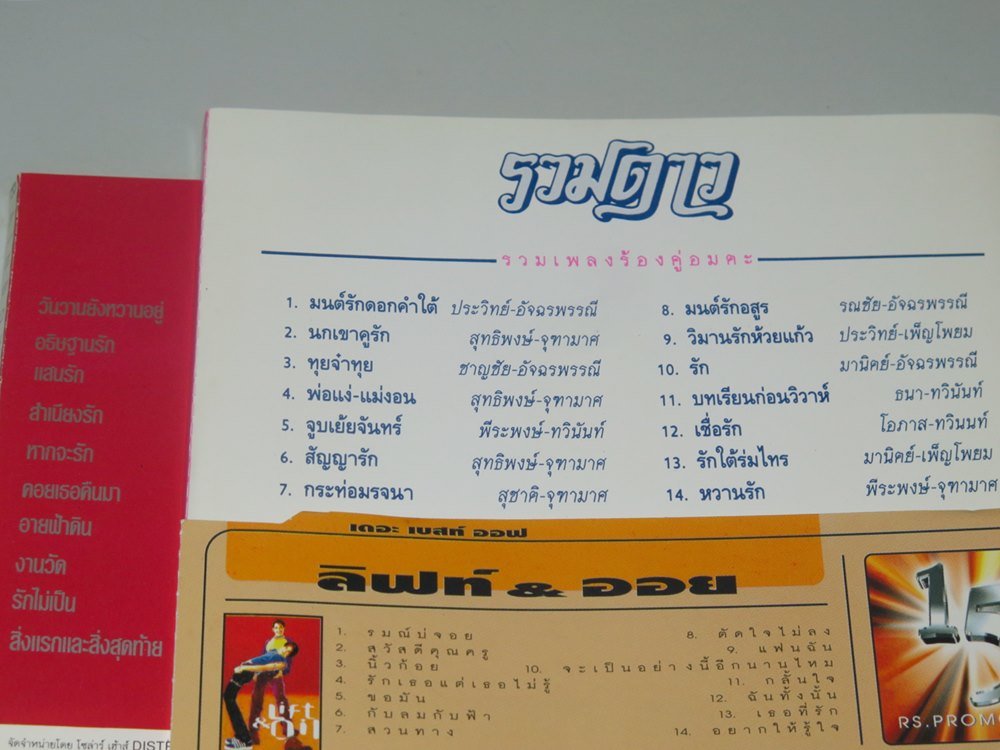 วันวานยังหวานอยู่
อธิษฐานรัก
แสนรัก
สำเนียงรัก
หากจะรัก
คอยเธอคืนมา
อายฟ้าดิน
งานวัด
รักไม่เป็น
สิ่งแรกและสิ่งสุดท้าย
จัดจำหน่ายโดย โซล่าร์ เฮ้าส์ DISTR
รวมดาว
รวมเพลงร้องคู่อมตะ
1. มนต์รักดอกคำใต้ ประวิทย์-อัจฉรพรรณี
2. นกเขาคูรัก สุทธิพงษ์-จุฑามาศ
3. ทุยจ๋าทุย ชาญชัย-อัจฉรพรรณี
4. พ่อแง่-แม่งอน สุทธิพงษ์-จุฑามาศ
5. จูบเย้ยจันทร์ พีระพงษ์-ทวินันท์
6. สัญญารัก สุทธิพงษ์-จุฑามาศ
7. กระท่อมรจนา สุชาคิ-จุฑามาศ
8. มนต์รักอสูร รณชัย-อัจฉรพรรณี
9. วิมานรักห้วยแก้ว ประวิทย์-เพ็ญโพยม
10. รัก มานิคย์-อัจฉรพรรณี
11. บทเรียนก่อนวิวาห์ ธนา-ทวินันท์
12. เชื่อรัก โอภาส-ทวินนท์
13. รักใต้ร่มไทร มานิคย์-เพ็ญโพยม
14. หวานรัก พีระพงษ์-จุฑามาศ
เดอะ เบสท์ ออฟ
ลิฟท์ & ออย
1. รมณ์บ่จอย
2. สวัสดีคุณครู
3. นิ้วก้อย
4. รักเธอแต่เธอไม่รู้
5. ขอมัน
6. กับลมกับฟ้า
7. สวนทาง
8. ตัดใจไม่ลง
9. แฟนฉัน
10. จะเป็นอย่างนี้อีกนานไหม
11. กลั้นใจ
12. ฉันทั้งนั้น
13. เธอที่รัก
14. อยากให้รู้ใจ
Lift
& Oil
15
RS.PROMO